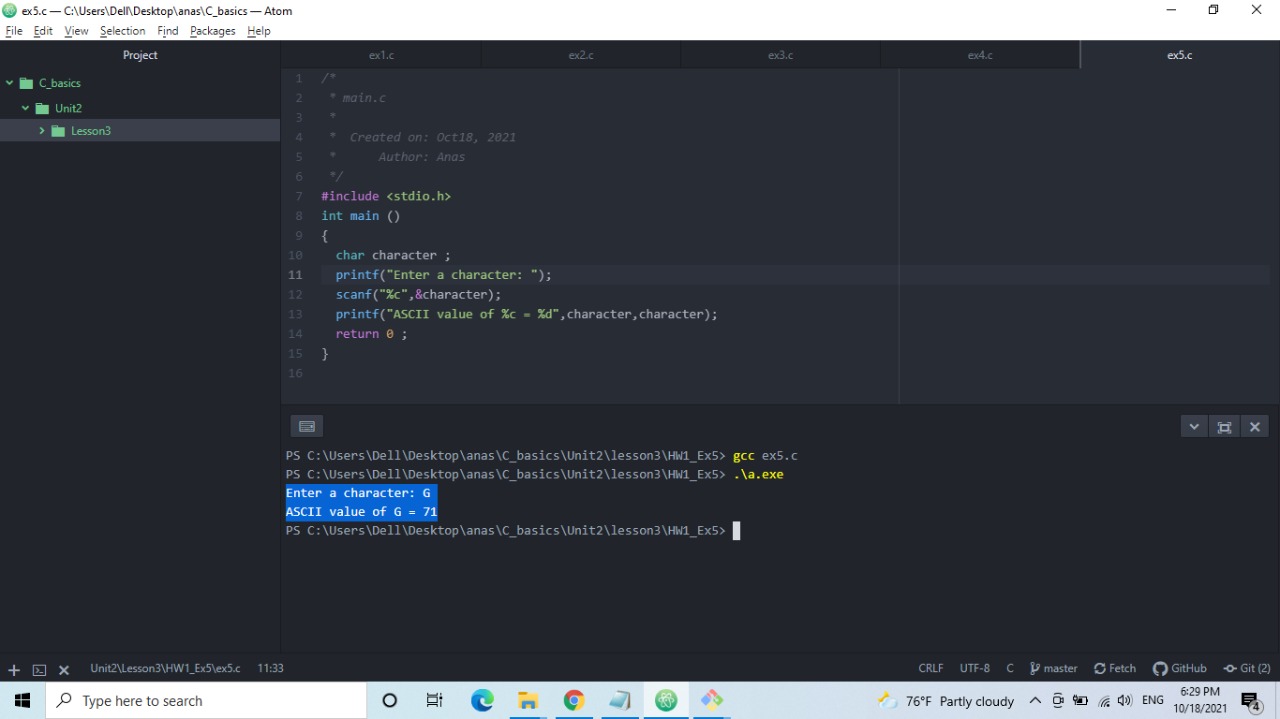 ex5.c — C:\Users\Dell\Desktop\anas\C_basics — Atom
File Edit View Selection Find Packages Help
Project
C_basics
Unit2
Lesson3
ex1.c ex2.c ex3.c ex4.c ex5.c
1 /*
2  * main.c
3  *
4  *  Created on: Oct18, 2021
5  *      Author: Anas
6  */
7 #include <stdio.h>
8 int main ()
9 {
10   char character ;
11   printf("Enter a character: ");
12   scanf("%c",&character);
13   printf("ASCII value of %c = %d",character,character);
14   return 0 ;
15 }
16
PS C:\Users\Dell\Desktop\anas\C_basics\Unit2\lesson3\HW1_Ex5> gcc ex5.c
PS C:\Users\Dell\Desktop\anas\C_basics\Unit2\lesson3\HW1_Ex5> .\a.exe
Enter a character: G
ASCII value of G = 71
PS C:\Users\Dell\Desktop\anas\C_basics\Unit2\lesson3\HW1_Ex5>
Unit2\Lesson3\HW1_Ex5\ex5.c 11:33 CRLF UTF-8 C master Fetch GitHub Git (2)
Type here to search
76°F Partly cloudy
ENG
6:29 PM
10/18/2021
4